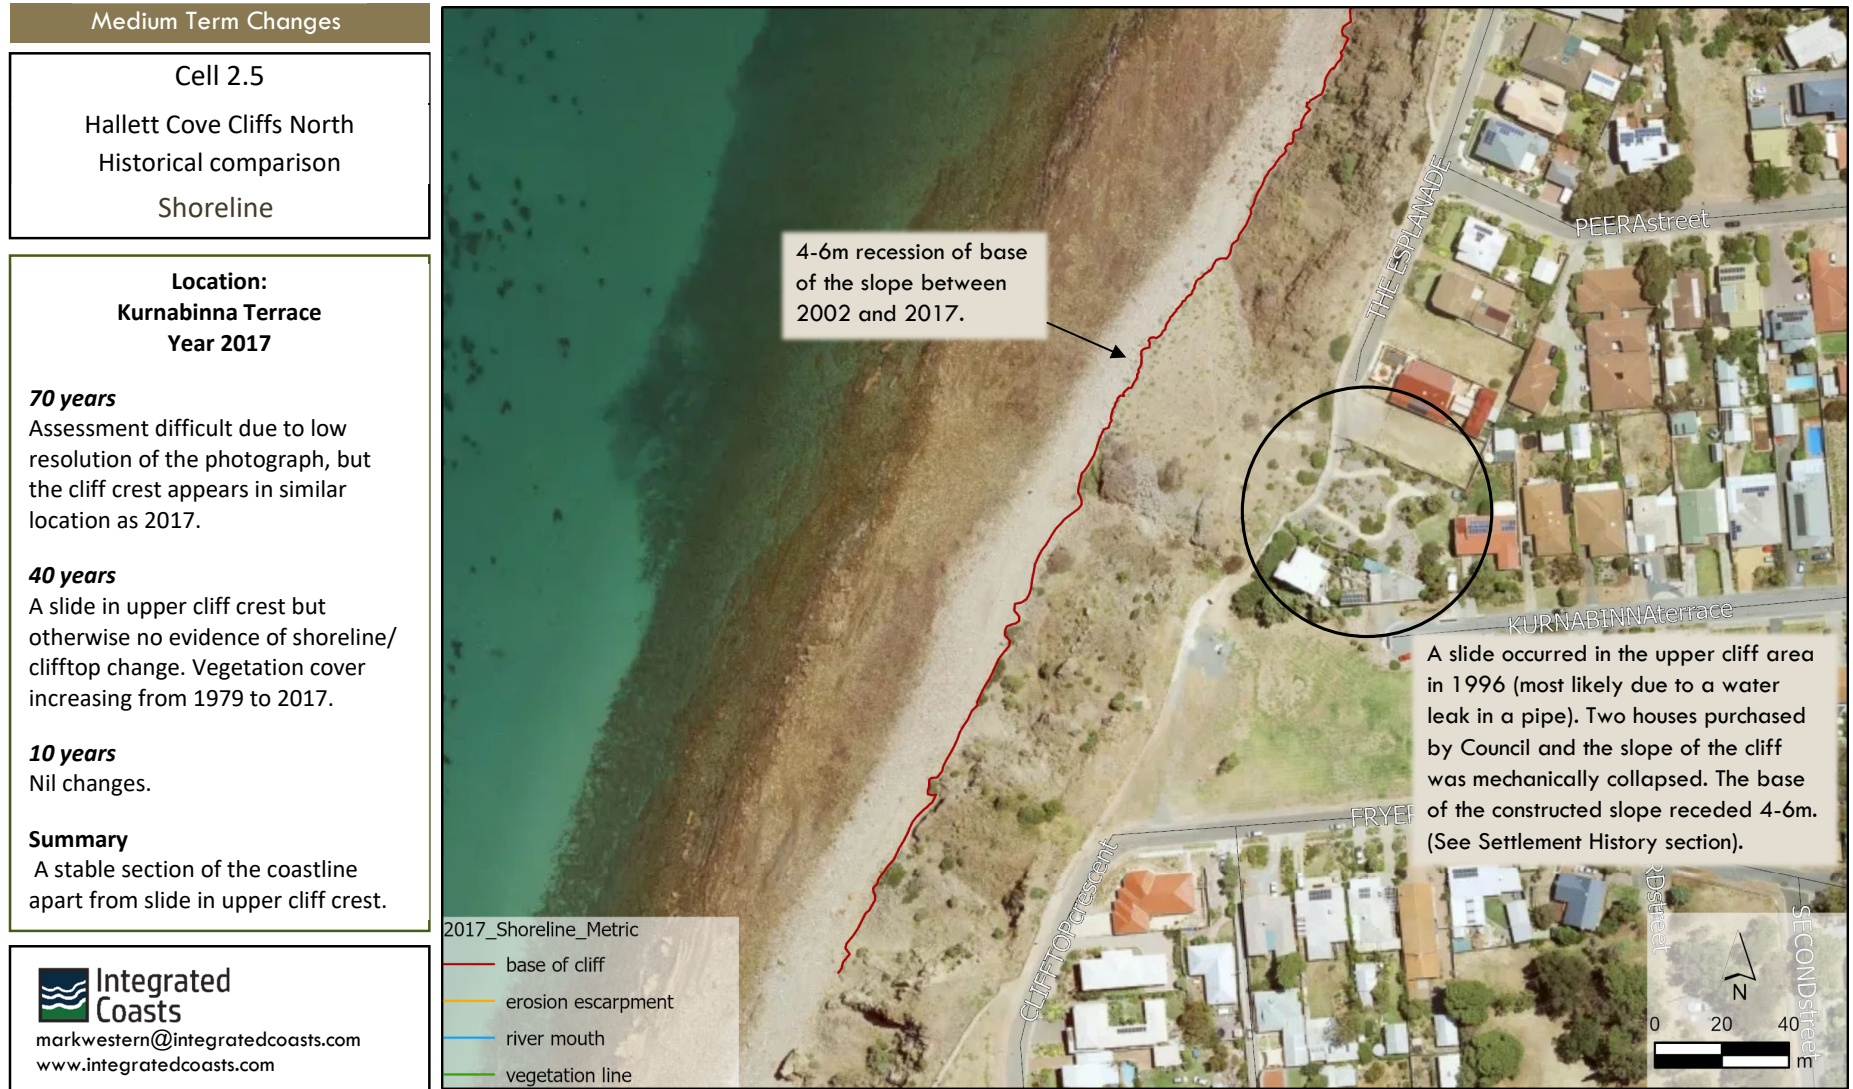 Medium Term Changes
Cell 2.5
Hallett Cove Cliffs North
Historical comparison
Shoreline
Location:
Kurnabinna Terrace
Year 2017
70 years
Assessment difficult due to low
resolution of the photograph, but
the cliff crest appears in similar
location as 2017.
40 years
A slide in upper cliff crest but
otherwise no evidence of shoreline/
clifftop change. Vegetation cover
increasing from 1979 to 2017.
10 years
Nil changes.
Summary
A stable section of the coastline
apart from slide in upper cliff crest.
Integrated
Coasts
markwestern@integratedcoasts.com
www.integratedcoasts.com
4-6m recession of base
of the slope between
2002 and 2017.
THE ESPLANADE
PEERAstreet
KURNABINNAterrace
A slide occurred in the upper cliff area
in 1996 (most likely due to a water
leak in a pipe). Two houses purchased
by Council and the slope of the cliff
was mechanically collapsed. The base
of the constructed slope receded 4-6m.
(See Settlement History section).
FRYER
CLIFFTOPcrescent
RDstreet
SECONDstreet
2017_Shoreline_Metric
base of cliff
erosion escarpment
river mouth
vegetation line
N
0 20 40
m